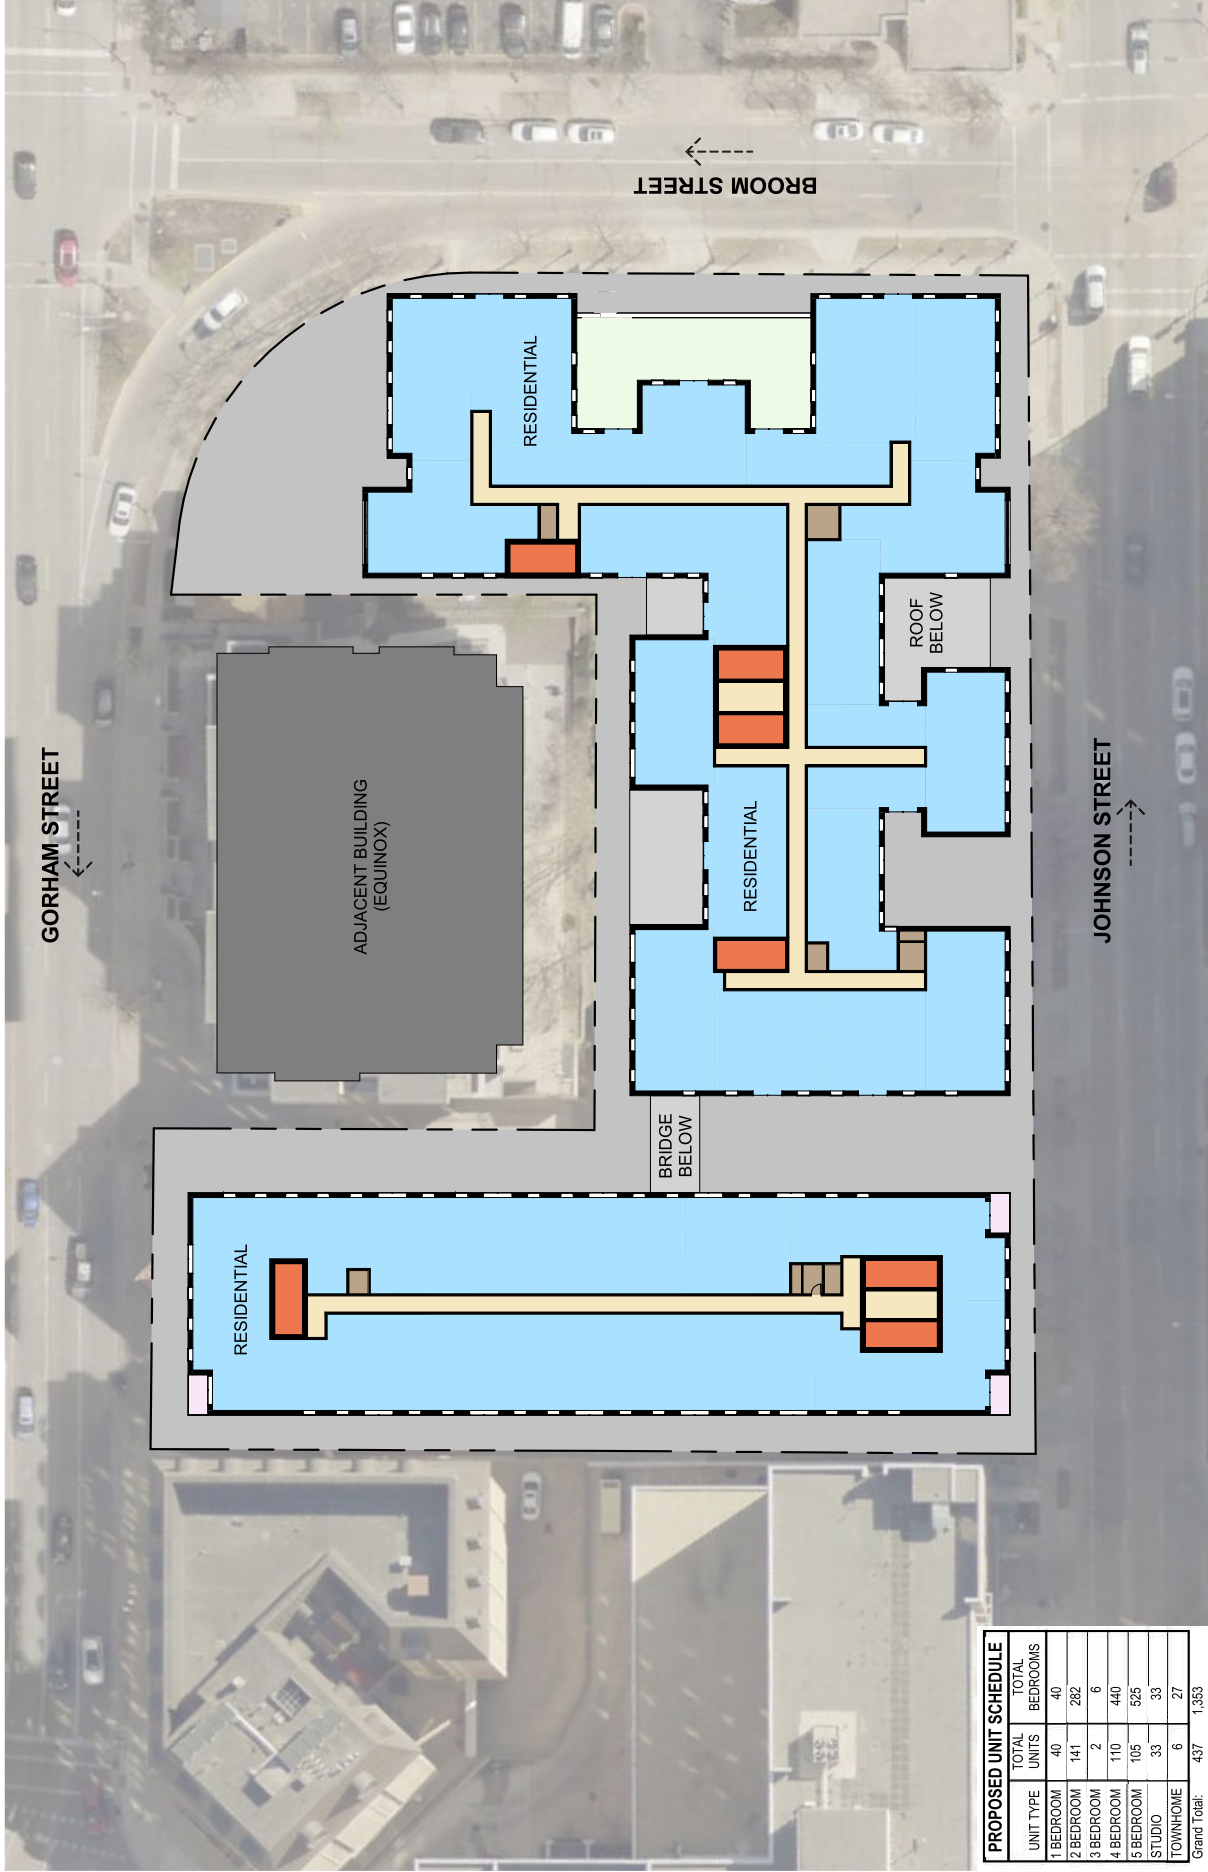 BROOM STREET
RESIDENTIAL
ROOF
BELOW
GORHAM STREET
ADJACENT BUILDING
(EQUINOX)
RESIDENTIAL
JOHNSON STREET
BRIDGE
BELOW
RESIDENTIAL
PROPOSED UNIT SCHEDULE
UNIT TYPE TOTAL UNITS TOTAL BEDROOMS
1 BEDROOM 40 40
2 BEDROOM 141 282
3 BEDROOM 2 6
4 BEDROOM 110 440
5 BEDROOM 105 525
STUDIO 33 33
TOWNHOME 6 27
Grand Total: 437 1,353